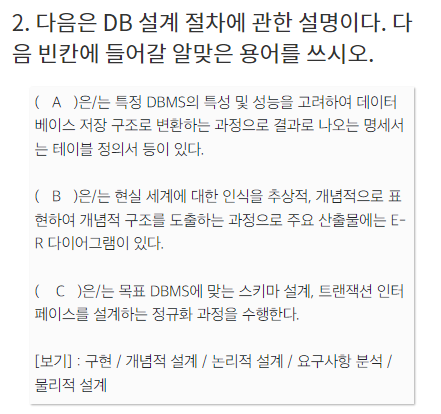 2. 다음은 DB 설계 절차에 관한 설명이다. 다
음 빈칸에 들어갈 알맞은 용어를 쓰시오.
( A )은/는 특정 DBMS의 특성 및 성능을 고려하여 데이터
베이스 저장 구조로 변환하는 과정으로 결과로 나오는 명세서
는 테이블 정의서 등이 있다.
( B )은/는 현실 세계에 대한 인식을 추상적, 개념적으로 표
현하여 개념적 구조를 도출하는 과정으로 주요 산출물에는 E-
R 다이어그램이 있다.
( C )은/는 목표 DBMS에 맞는 스키마 설계, 트랜잭션 인터
페이스를 설계하는 정규화 과정을 수행한다.
[보기] : 구현 / 개념적 설계 / 논리적 설계 / 요구사항 분석 /
물리적 설계